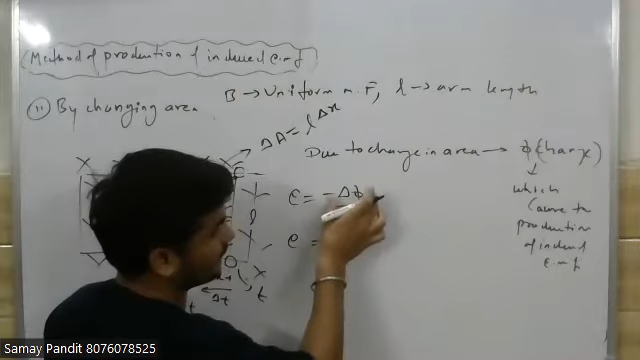 Method of production of induced e.m.f
(ii) By changing area
B → Uniform m.F, l → arm length
ΔA = l Δx
Due to change in area → ϕ (change)
↓
which
cause the
production
of induced
e.m.f
e = -Δϕ
e =
Δt
Samay Pandit 8076078525